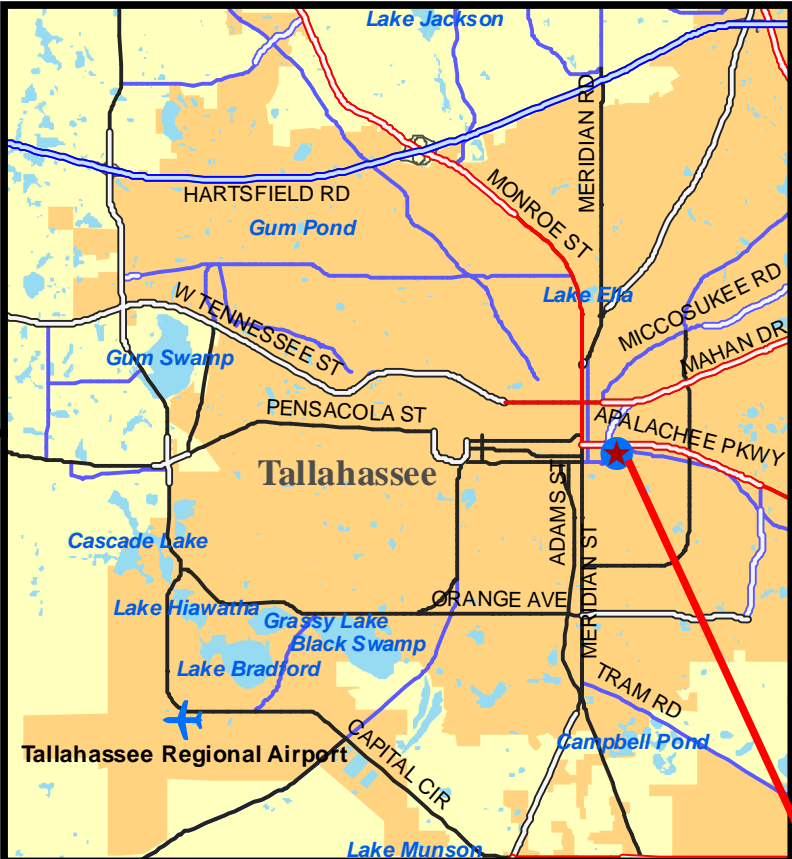 Lake Jackson
MERIDIAN RD
HARTSFIELD RD
MONROE ST
Gum Pond
Lake Ella
W TENNESSEE ST
MICCOSUKEE RD
Gum Swamp
MAHAN DR
PENSACOLA ST
APALACHEE PKWY
Tallahassee
ADAMS ST
Cascade Lake
MERIDIAN ST
Lake Hiawatha
ORANGE AVE
Grassy Lake
Black Swamp
Lake Bradford
TRAM RD
Campbell Pond
Tallahassee Regional Airport
CAPITAL CIR
Lake Munson